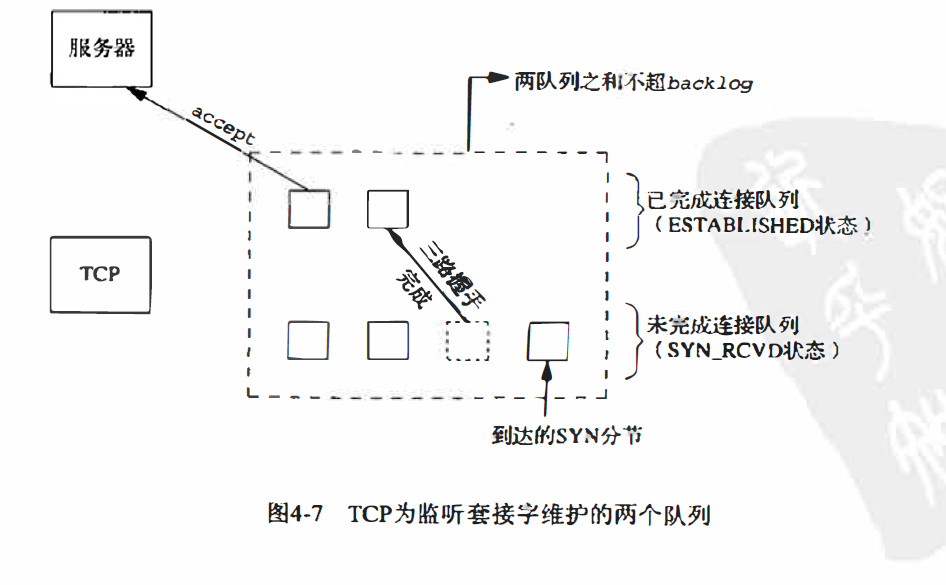 服务器
accept
两队列之和不超backlog
已完成连接队列
（ESTABLISHED状态）
TCP
三路握手
完成
未完成连接队列
（SYN_RCVD状态）
到达的SYN分节
图4-7 TCP为监听套接字维护的两个队列